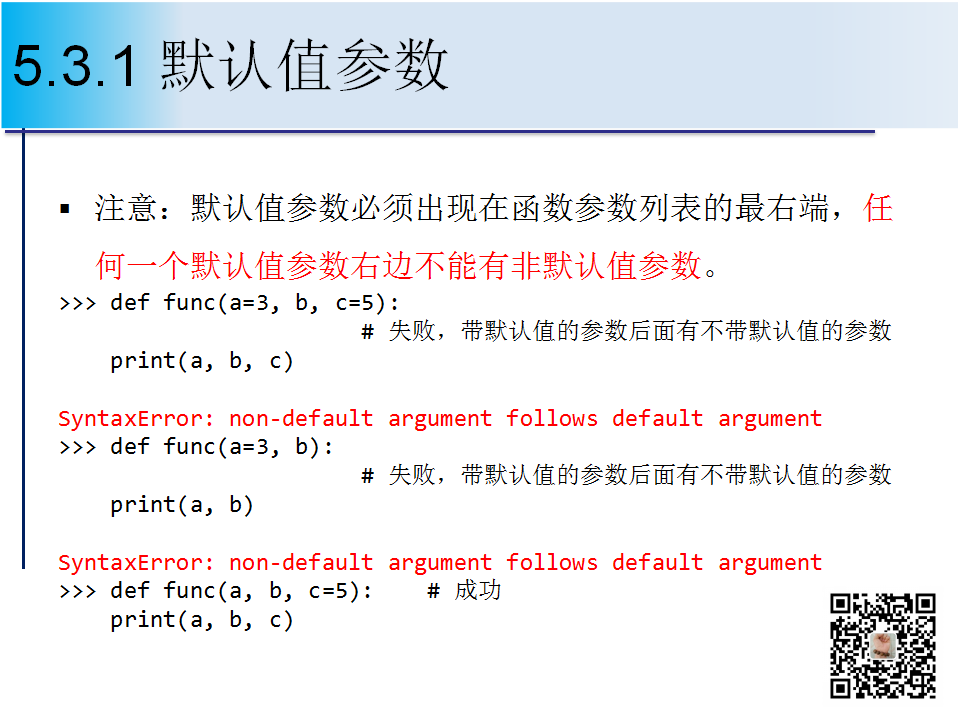 5.3.1 默认值参数
▪ 注意：默认值参数必须出现在函数参数列表的最右端，任
何一个默认值参数右边不能有非默认值参数。
>>> def func(a=3, b, c=5):
# 失败，带默认值的参数后面有不带默认值的参数
print(a, b, c)
SyntaxError: non-default argument follows default argument
>>> def func(a=3, b):
# 失败，带默认值的参数后面有不带默认值的参数
print(a, b)
SyntaxError: non-default argument follows default argument
>>> def func(a, b, c=5): # 成功
print(a, b, c)